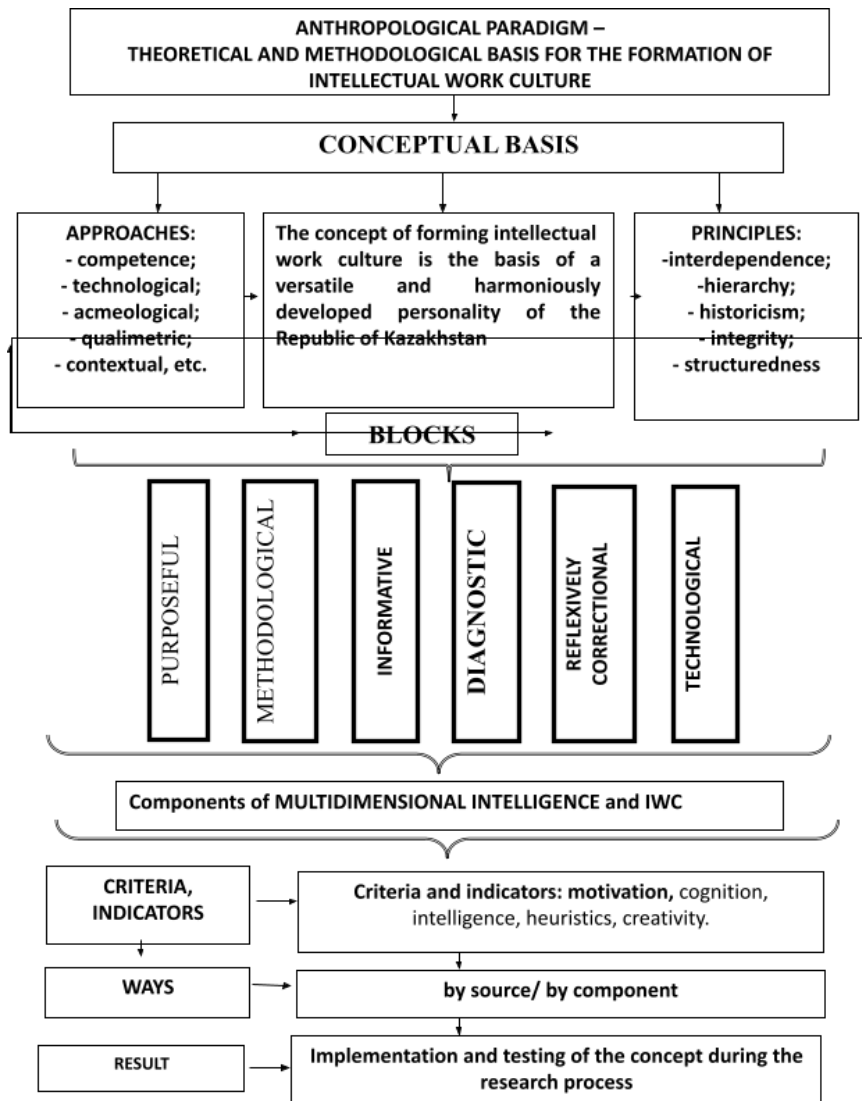 ANTHROPOLOGICAL PARADIGM –
THEORETICAL AND METHODOLOGICAL BASIS FOR THE FORMATION OF
INTELLECTUAL WORK CULTURE
CONCEPTUAL BASIS
APPROACHES:
- competence;
- technological;
- acmeological;
- qualimetric;
- contextual, etc.
The concept of forming intellectual
work culture is the basis of a
versatile and harmoniously
developed personality of the
Republic of Kazakhstan
PRINCIPLES:
-interdependence;
-hierarchy;
- historicism;
- integrity;
- structuredness
BLOCKS
PURPOSEFUL
METHODOLOGICAL
INFORMATIVE
DIAGNOSTIC
REFLEXIVELY
CORRECTIONAL
TECHNOLOGICAL
Components of MULTIDIMENSIONAL INTELLIGENCE and IWC
CRITERIA,
INDICATORS
Criteria and indicators: motivation, cognition,
intelligence, heuristics, creativity.
WAYS
by source/ by component
RESULT
Implementation and testing of the concept during the
research process